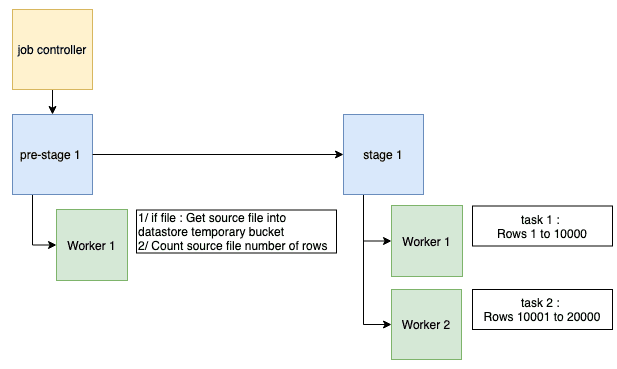 job controller
pre-stage 1
stage 1
Worker 1
1/ if file : Get source file into
datastore temporary bucket
2/ Count source file number of rows
Worker 1
task 1 :
Rows 1 to 10000
Worker 2
task 2 :
Rows 10001 to 20000